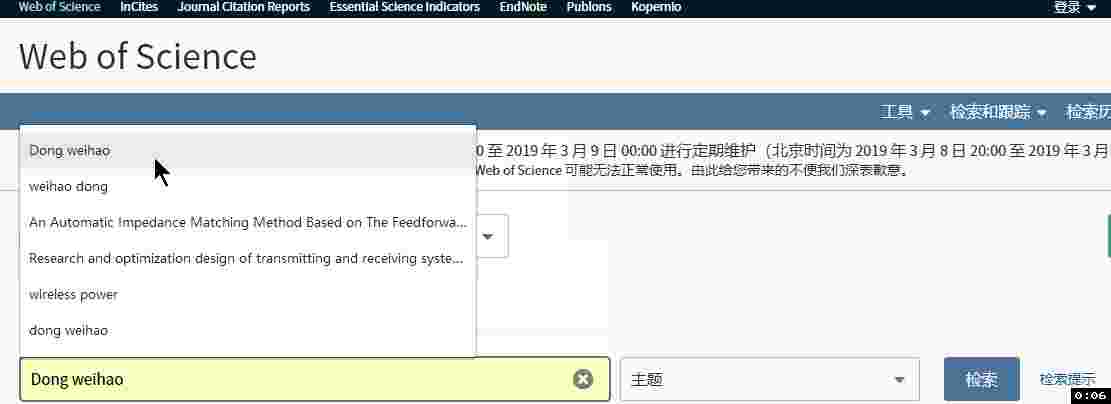 Web of Science InCites Journal Citation Reports Essential Science Indicators EndNote Publons Kopernio 登录
Web of Science
工具 检索和跟踪 检索历
Dong weihao
0 至 2019 年 3 月 9 日 00:00 进行定期维护（北京时间为 2019 年 3 月 8 日 20:00 至 2019 年 3 月
Web of Science 可能无法正常使用。由此给您带来的不便我们深表歉意。
weihao dong
An Automatic Impedance Matching Method Based on The Feedforwa...
Research and optimization design of transmitting and receiving syste...
wireless power
dong weihao
Dong weihao 主题 检索 检索提示
0:06